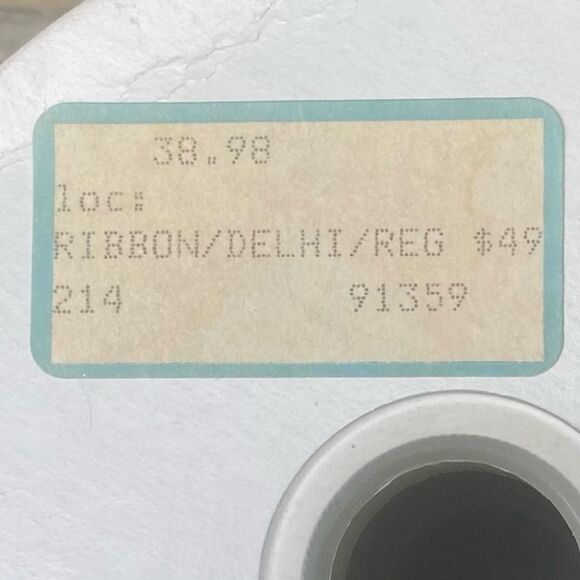 38.98
loc:
RIBBON/DELHI/REG $49
214 91359